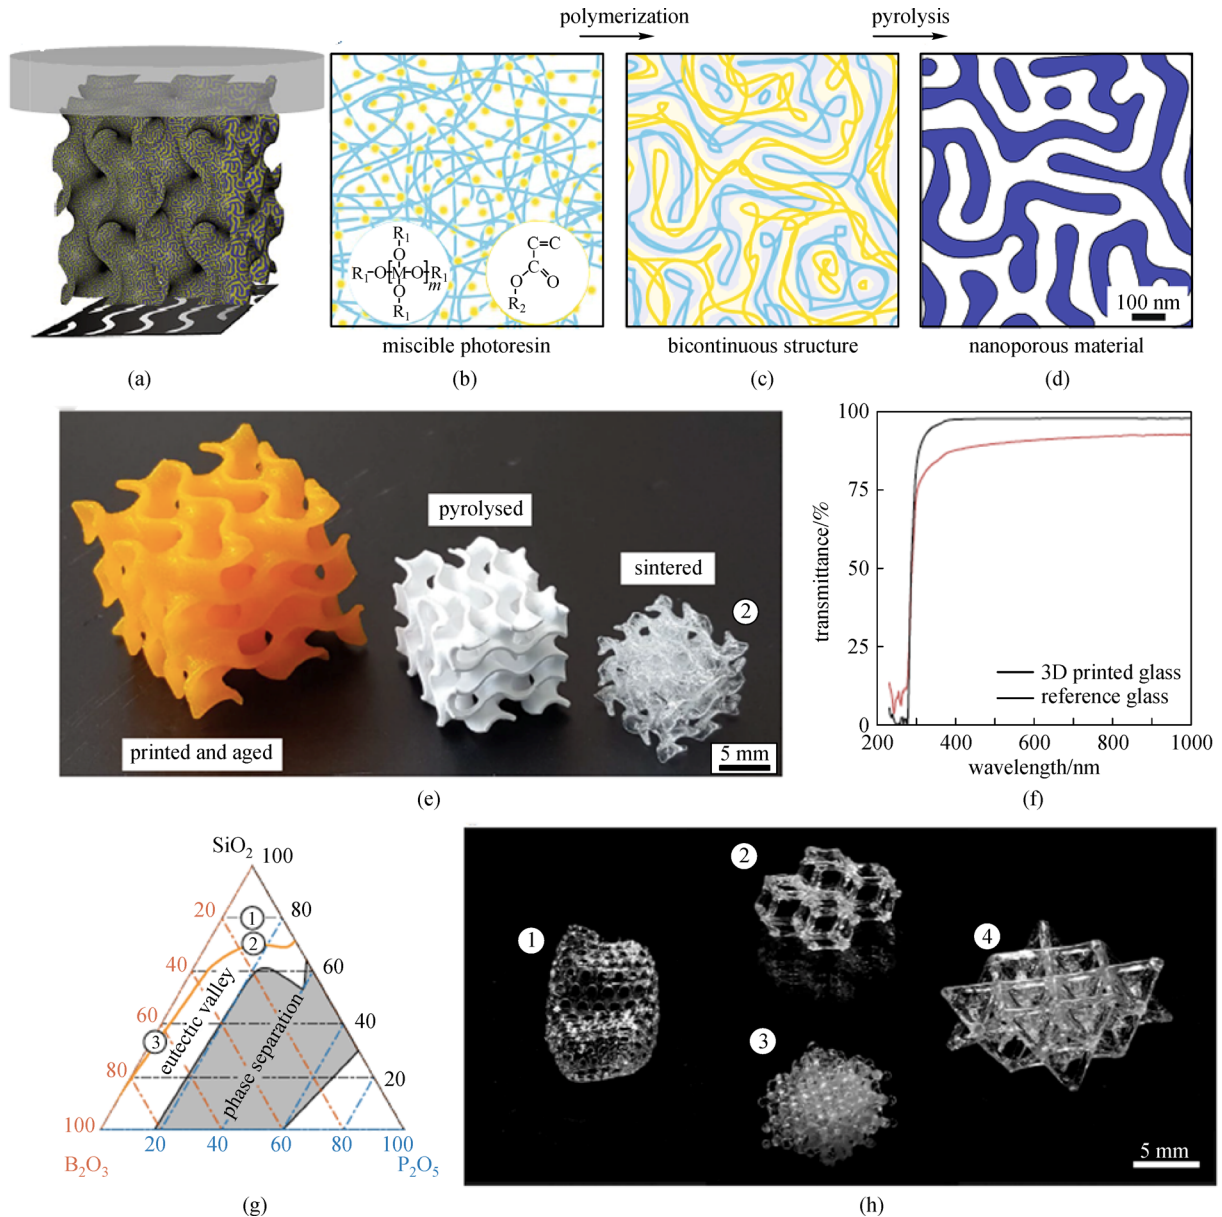 polymerization
pyrolysis
R1
O
R1—O—[M—O]m R1
O
R1
C=C
C
O O
R2
100 nm
miscible photoresin
bicontinuous structure
nanoporous material
(a)
(b)
(c)
(d)
printed and aged
pyrolysed
sintered
2
5 mm
(e)
100
75
50
25
0
transmittance/%
3D printed glass
reference glass
200
400
600
800
1000
wavelength/nm
(f)
SiO2
100
20
80
40
60
60
40
80
20
100
20
40
60
80
100
B2O3
P2O5
1
2
3
eutectic valley
phase separation
(g)
1
2
3
4
5 mm
(h)